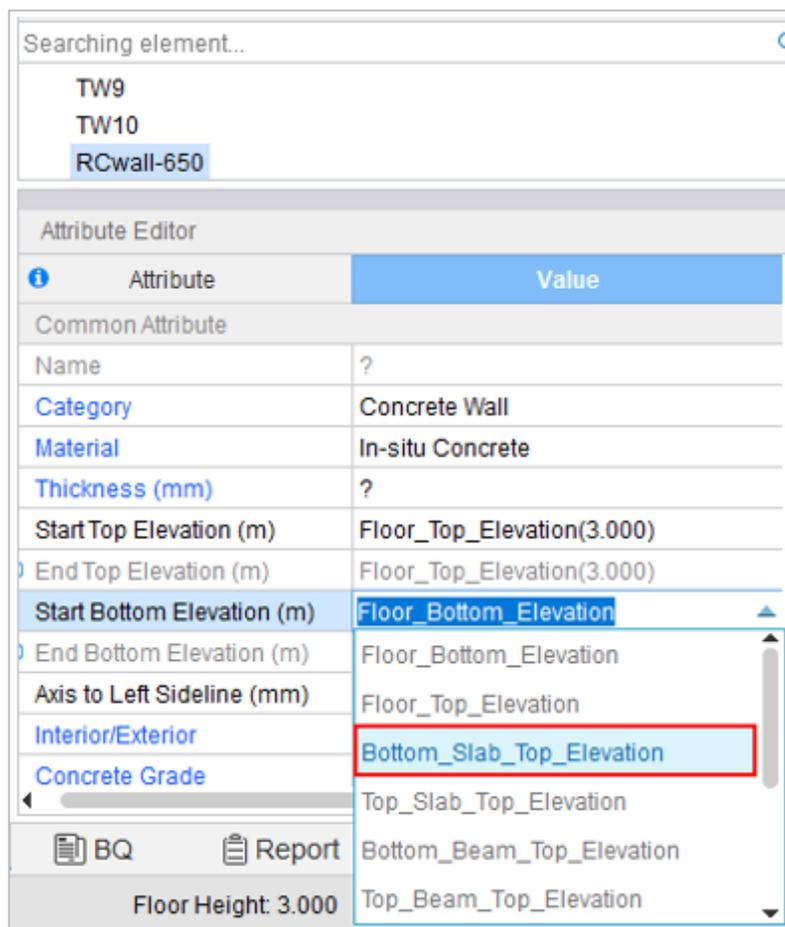 Searching element...
TW9
TW10
RCwall-650
Attribute Editor
Attribute Value
Common Attribute
Name ?
Category Concrete Wall
Material In-situ Concrete
Thickness (mm) ?
Start Top Elevation (m) Floor_Top_Elevation(3.000)
End Top Elevation (m) Floor_Top_Elevation(3.000)
Start Bottom Elevation (m) Floor_Bottom_Elevation
End Bottom Elevation (m) Floor_Bottom_Elevation
Axis to Left Sideline (mm) Floor_Top_Elevation
Interior/Exterior Bottom_Slab_Top_Elevation
Concrete Grade Top_Slab_Top_Elevation
BQ Report Bottom_Beam_Top_Elevation
Floor Height: 3.000 Top_Beam_Top_Elevation